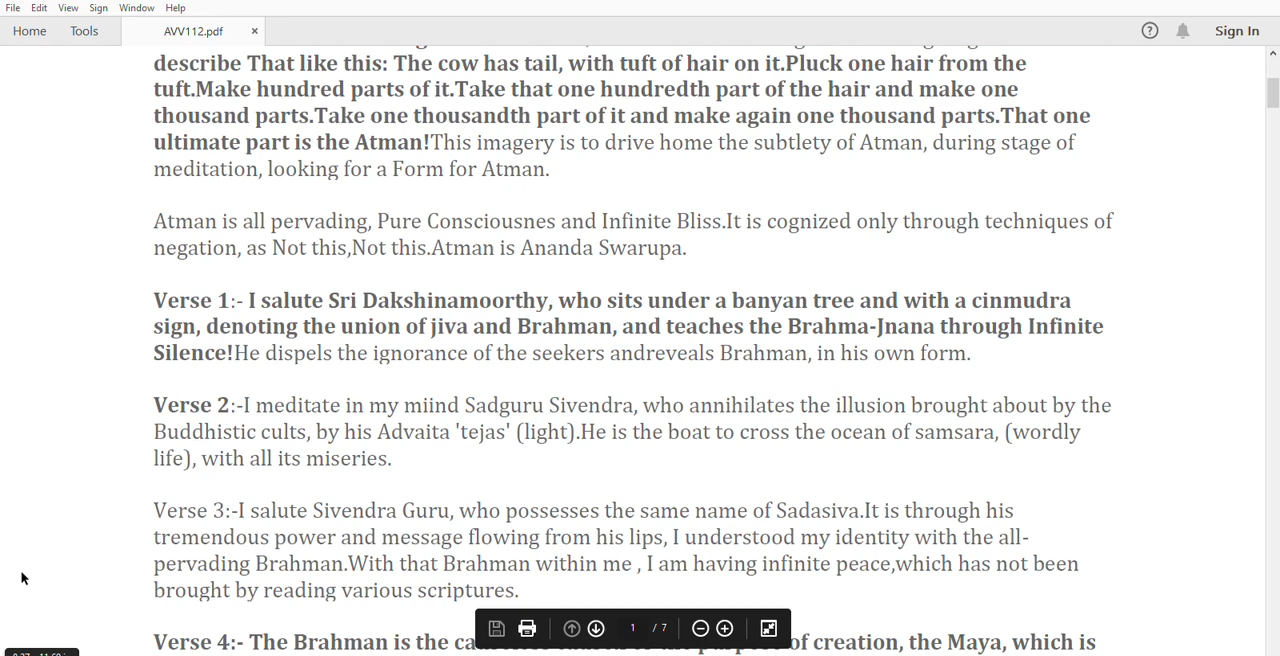 File Edit View Sign Window Help
Home Tools AVV112.pdf × Sign In
describe That like this: The cow has tail, with tuft of hair on it.Pluck one hair from the
tuft.Make hundred parts of it.Take that one hundredth part of the hair and make one
thousand parts.Take one thousandth part of it and make again one thousand parts.That one
ultimate part is the Atman!This imagery is to drive home the subtlety of Atman, during stage of
meditation, looking for a Form for Atman.
Atman is all pervading, Pure Consciousnes and Infinite Bliss.It is cognized only through techniques of
negation, as Not this,Not this.Atman is Ananda Swarupa.
Verse 1:- I salute Sri Dakshinamoorthy, who sits under a banyan tree and with a cinmudra
sign, denoting the union of jiva and Brahman, and teaches the Brahma-Jnana through Infinite
Silence!He dispels the ignorance of the seekers andreveals Brahman, in his own form.
Verse 2:-I meditate in my miind Sadguru Sivendra, who annihilates the illusion brought about by the
Buddhistic cults, by his Advaita 'tejas' (light).He is the boat to cross the ocean of samsara, (wordly
life), with all its miseries.
Verse 3:-I salute Sivendra Guru, who possesses the same name of Sadasiva.It is through his
tremendous power and message flowing from his lips, I understood my identity with the all-
pervading Brahman.With that Brahman within me , I am having infinite peace,which has not been
brought by reading various scriptures.
1 / 7
Verse 4:- The Brahman is the of creation, the Maya, which is